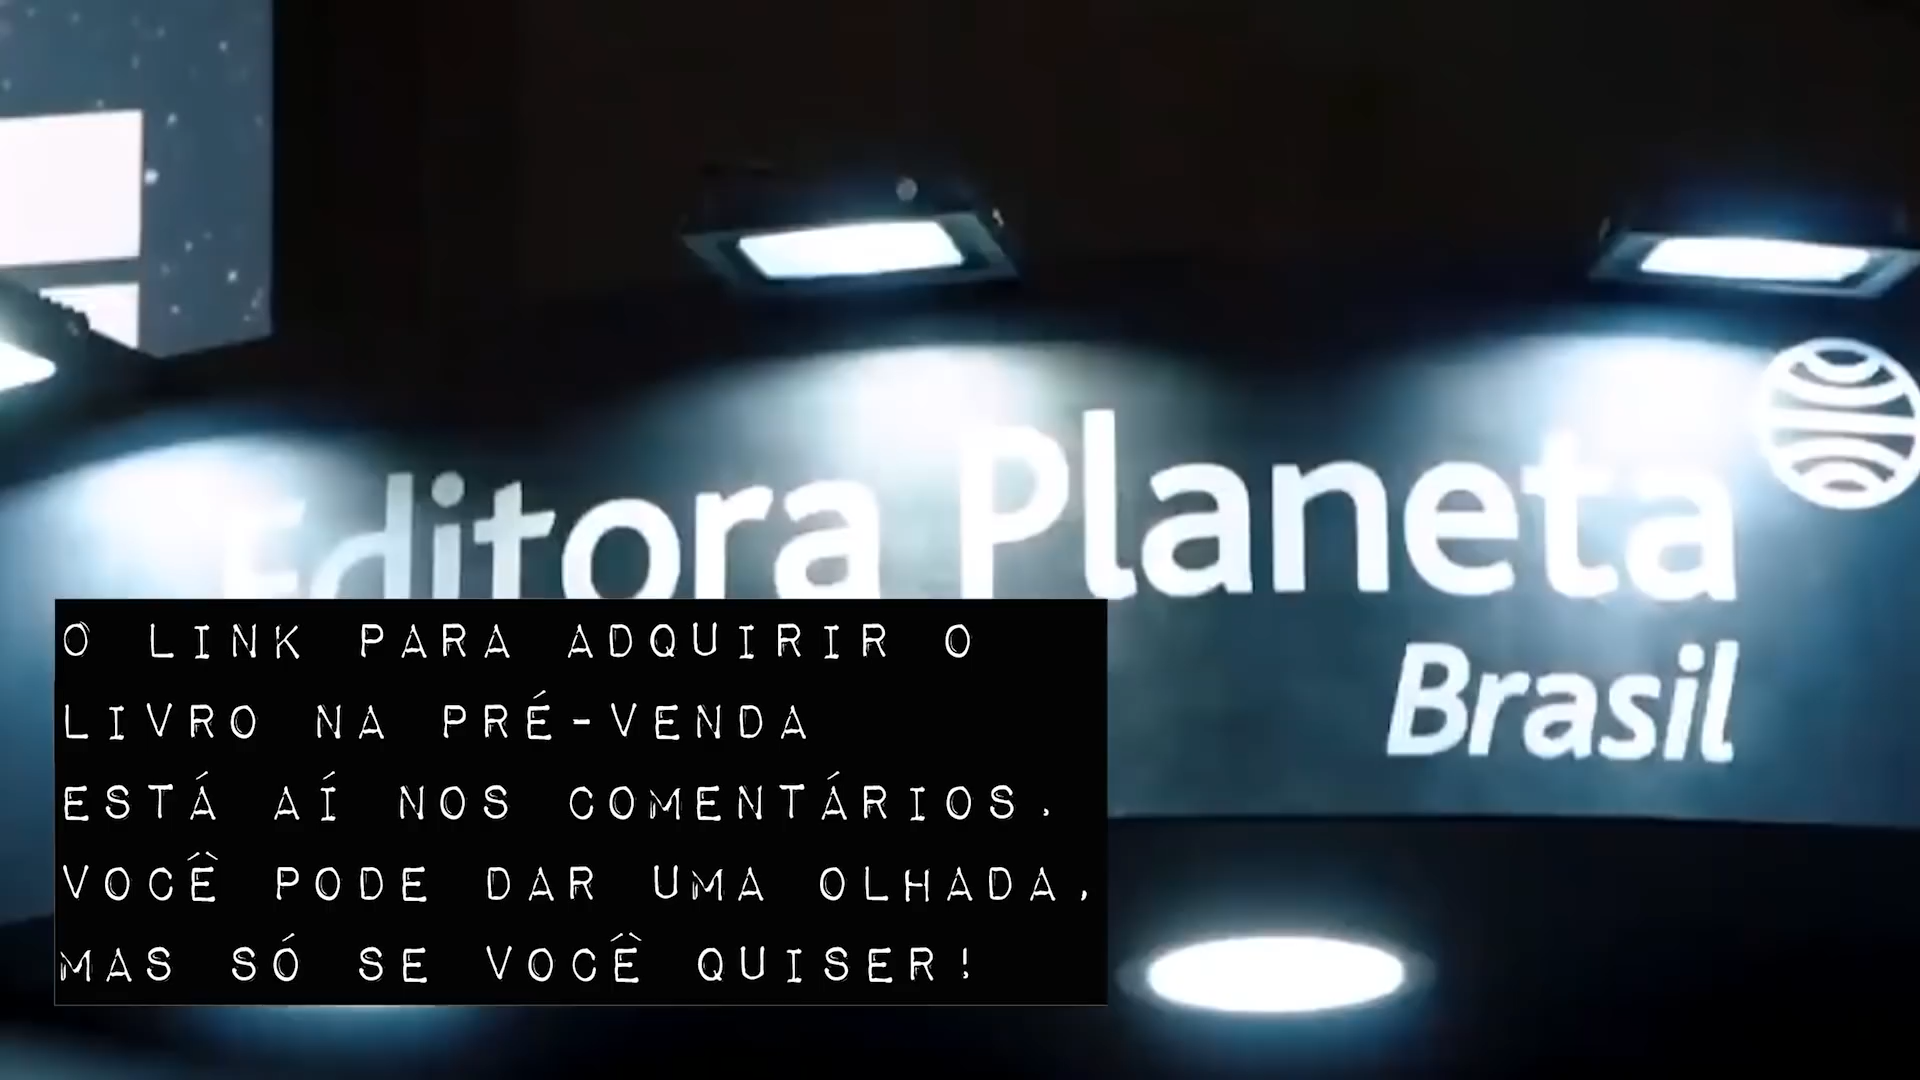 Editora Planeta
Brasil
O LINK PARA ADQUIRIR O
LIVRO NA PRÉ-VENDA
ESTÁ AÍ NOS COMENTÁRIOS.
VOCÊ PODE DAR UMA OLHADA,
MAS SÓ SE VOCÊ QUISER!